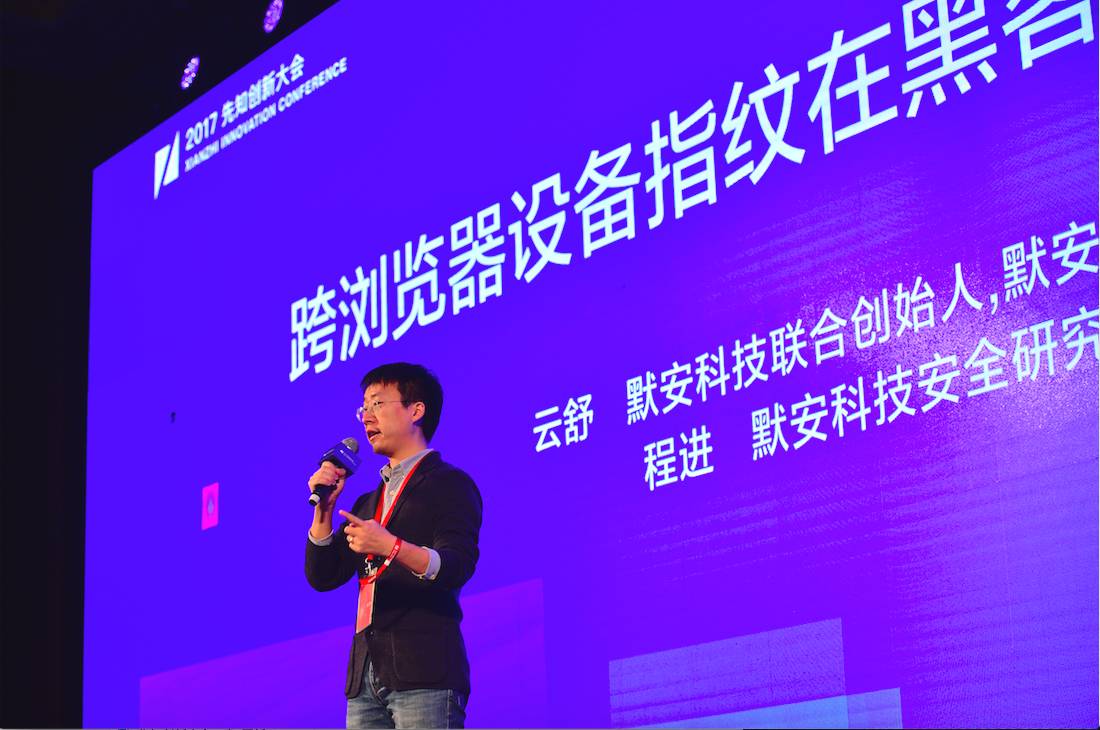 2017 先知创新大会
XIANZHI INNOVATION CONFERENCE
跨浏览器设备指纹在黑客
云舒 默安科技联合创始人,默安
程进 默安科技安全研究